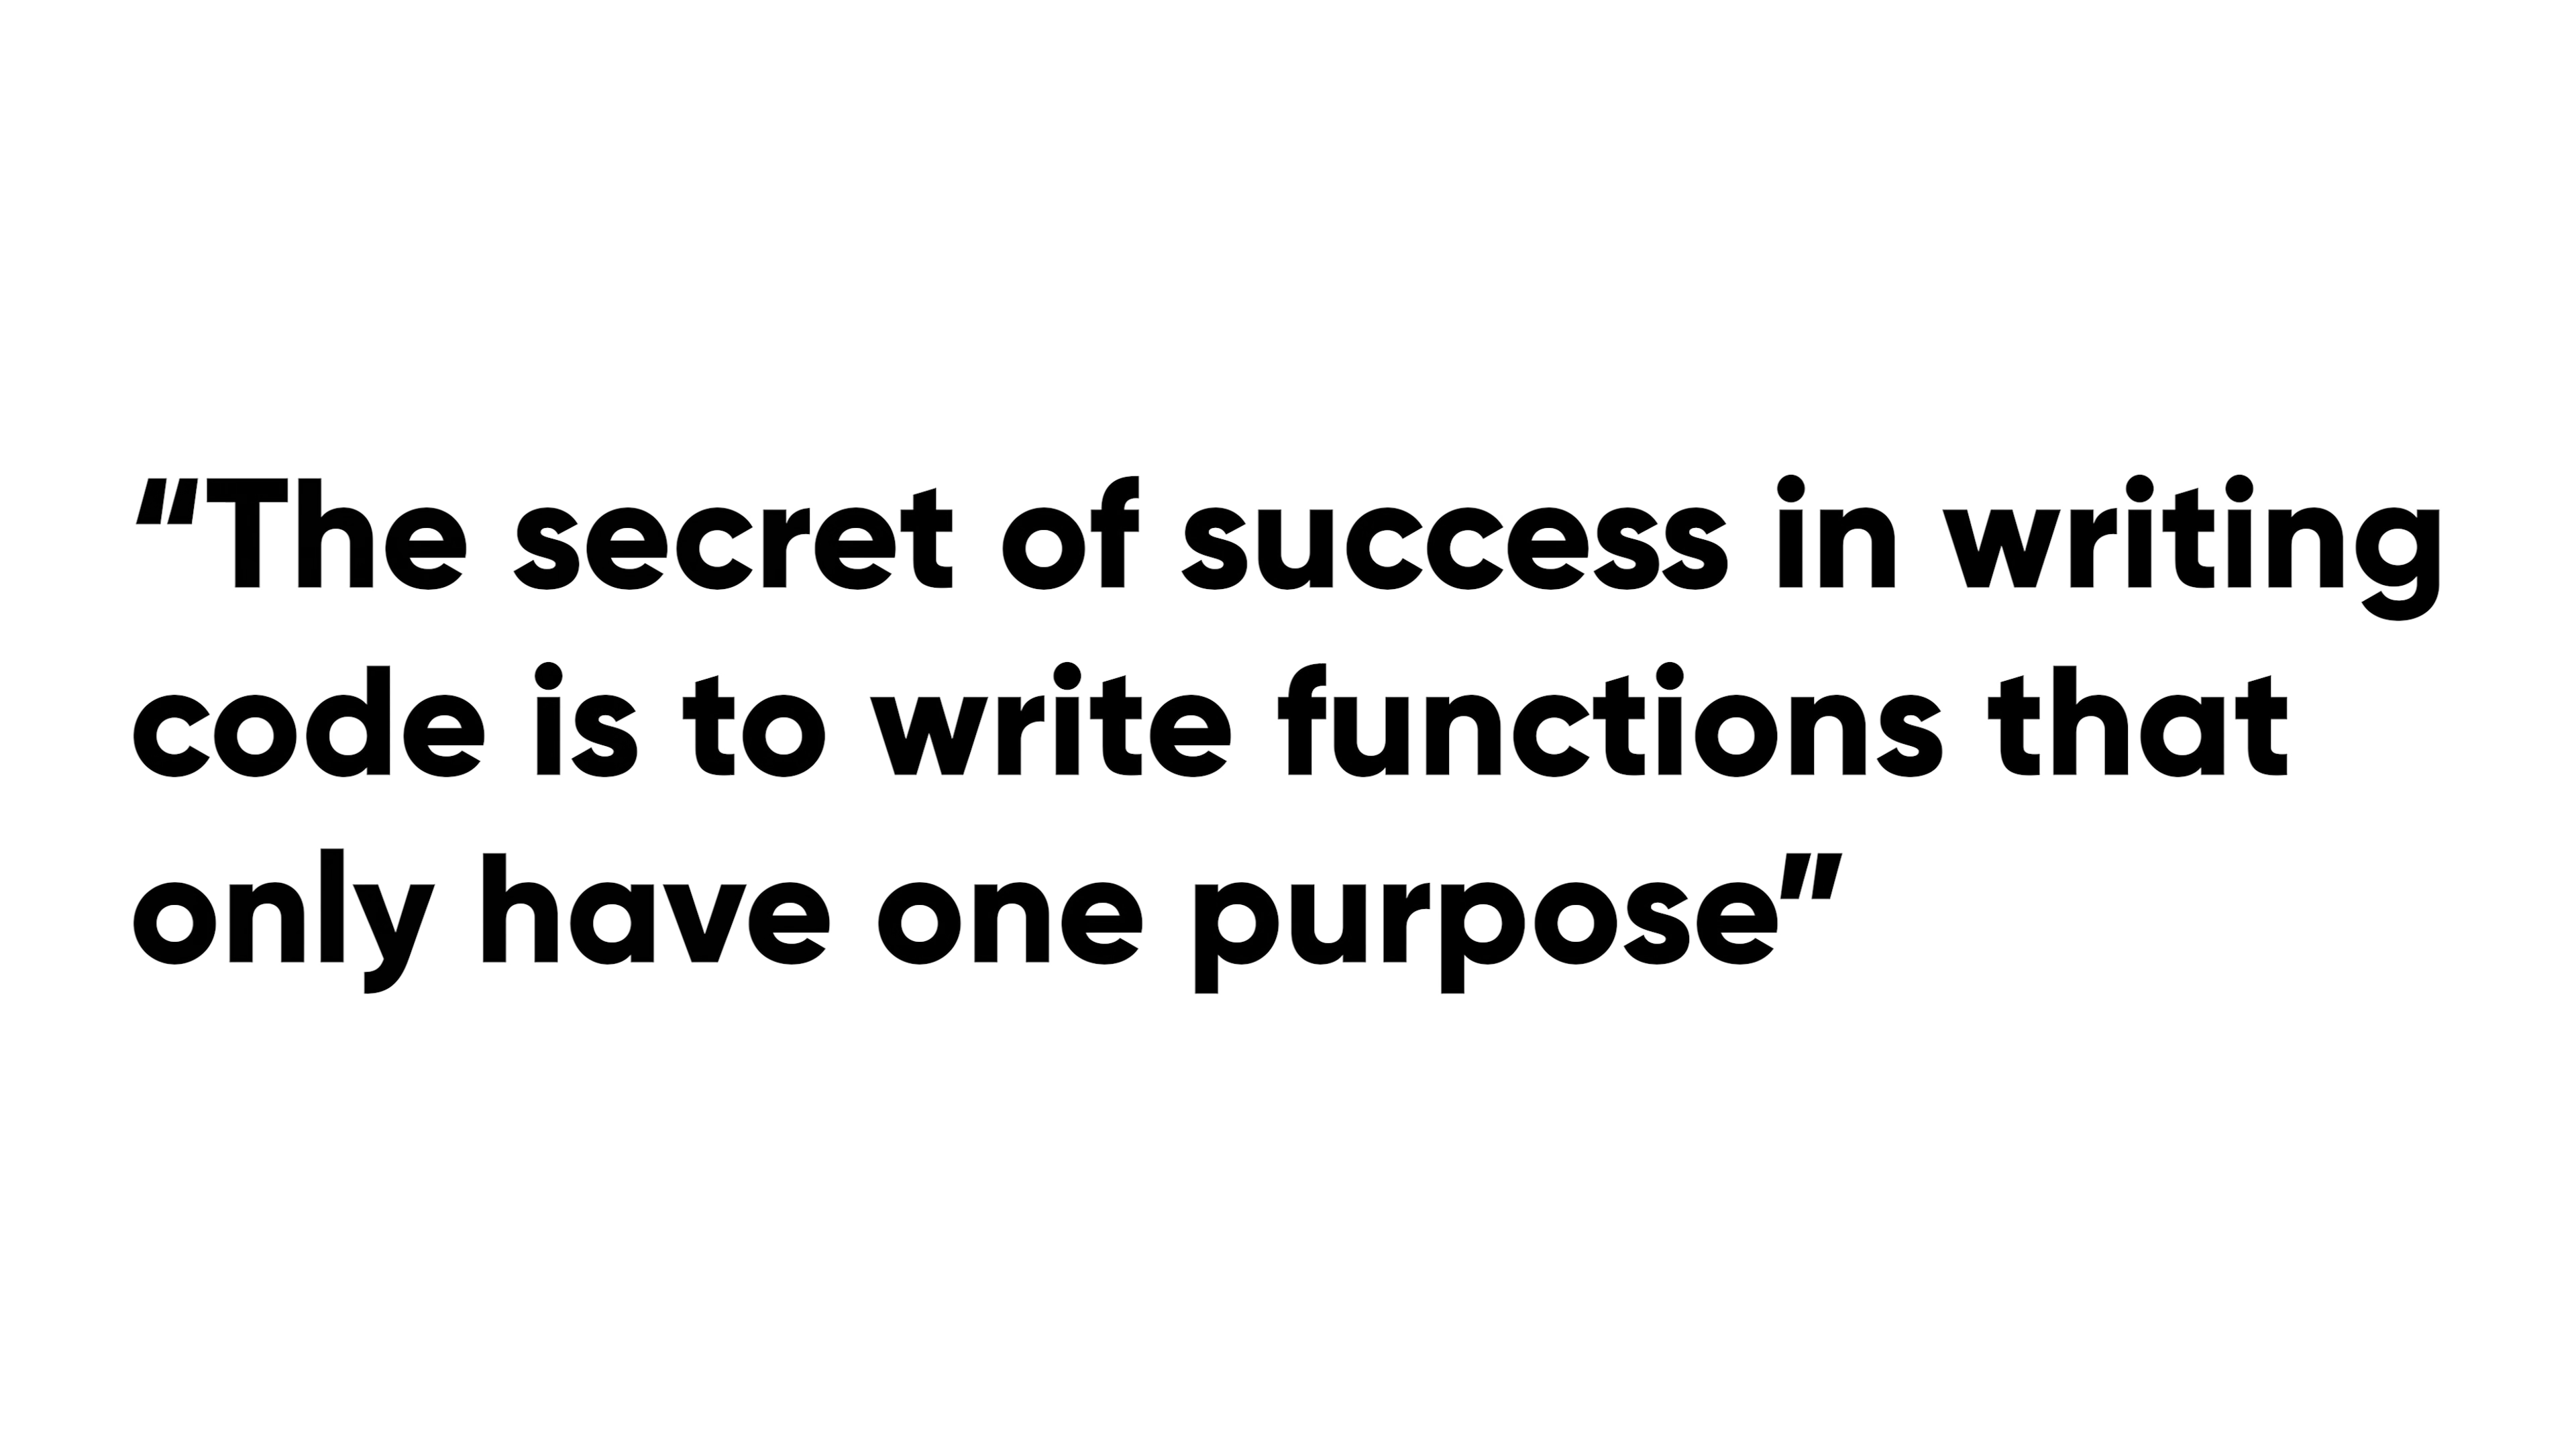 “The secret of success in writing
code is to write functions that
only have one purpose”